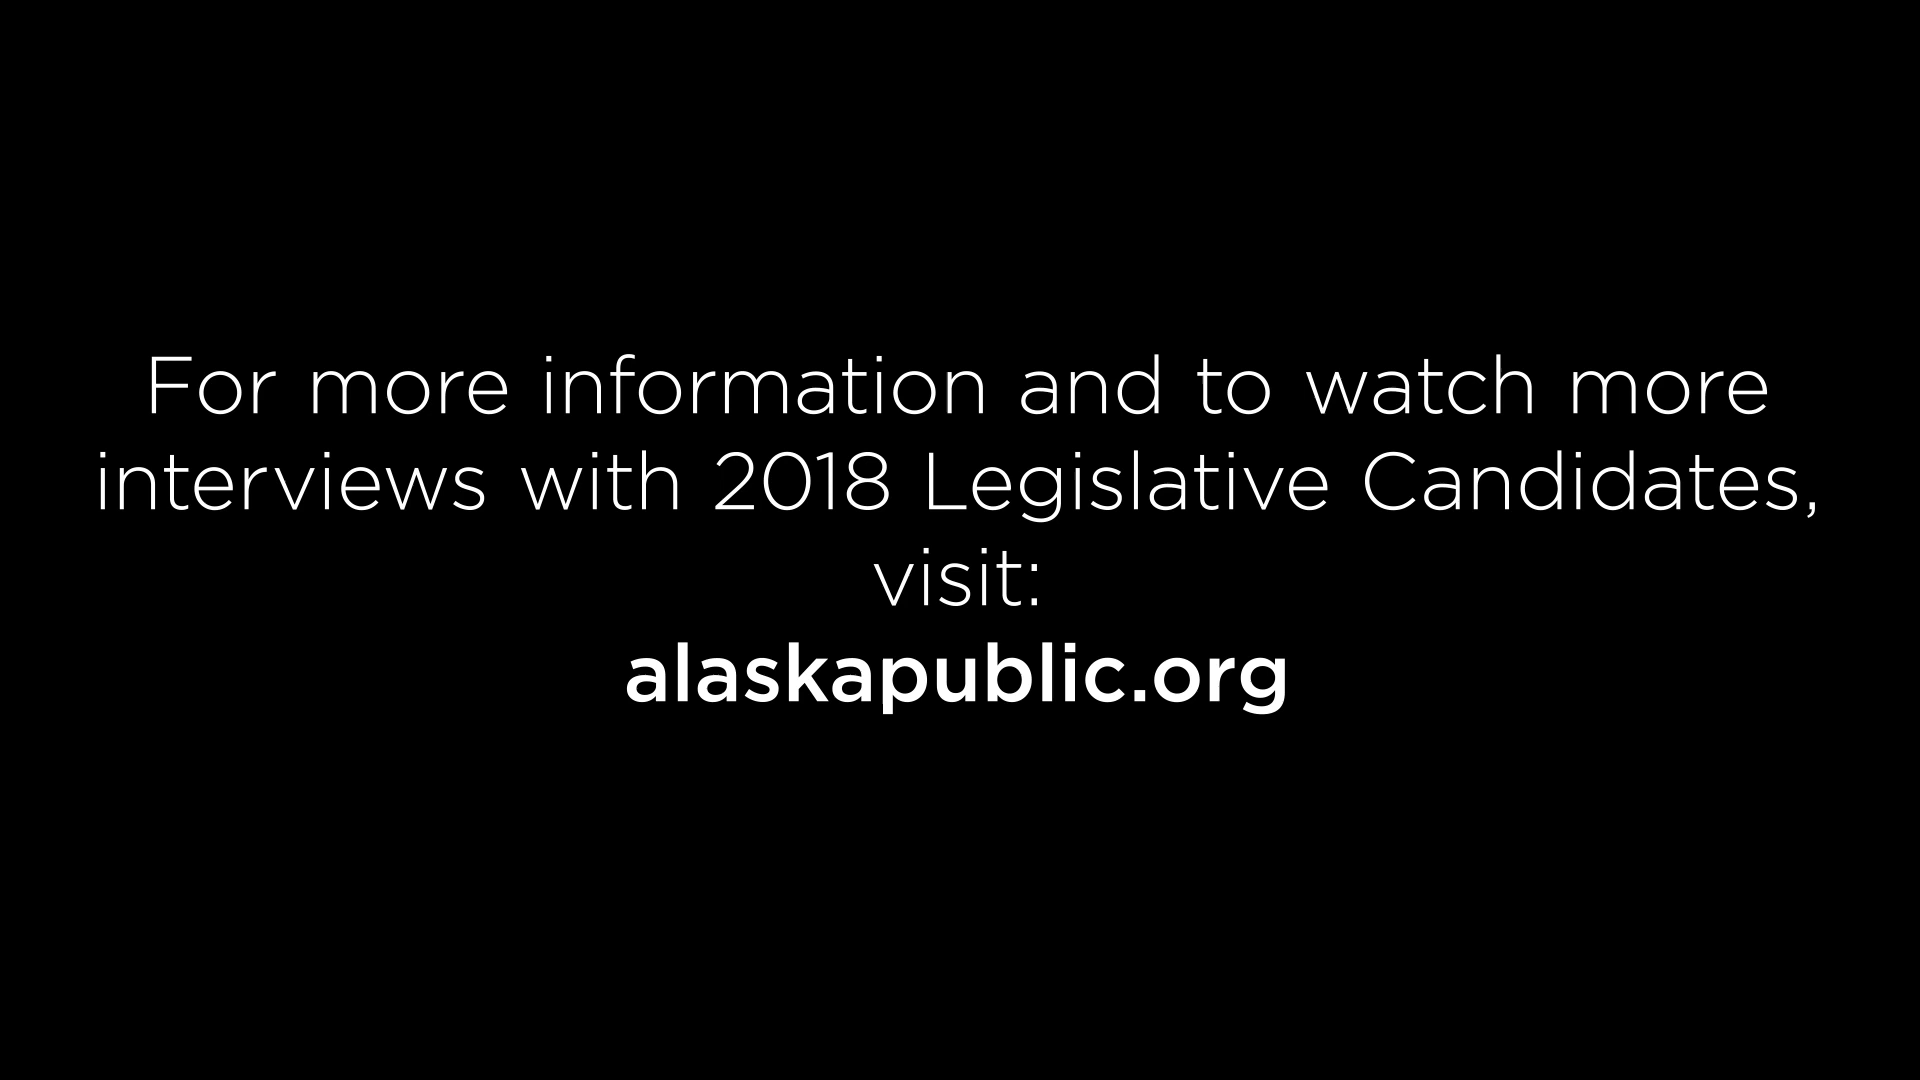 For more information and to watch more
interviews with 2018 Legislative Candidates,
visit:
alaskapublic.org